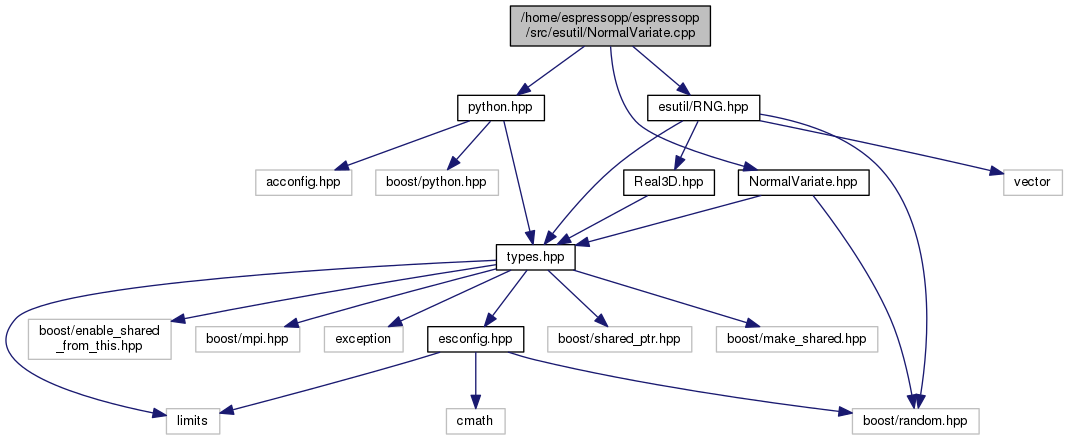 /home/espressopp/espressopp
/src/esutil/NormalVariate.cpp
python.hpp
esutil/RNG.hpp
acconfig.hpp
boost/python.hpp
Real3D.hpp
NormalVariate.hpp
vector
types.hpp
boost/enable_shared
_from_this.hpp
boost/mpi.hpp
exception
esconfig.hpp
boost/shared_ptr.hpp
boost/make_shared.hpp
limits
cmath
boost/random.hpp